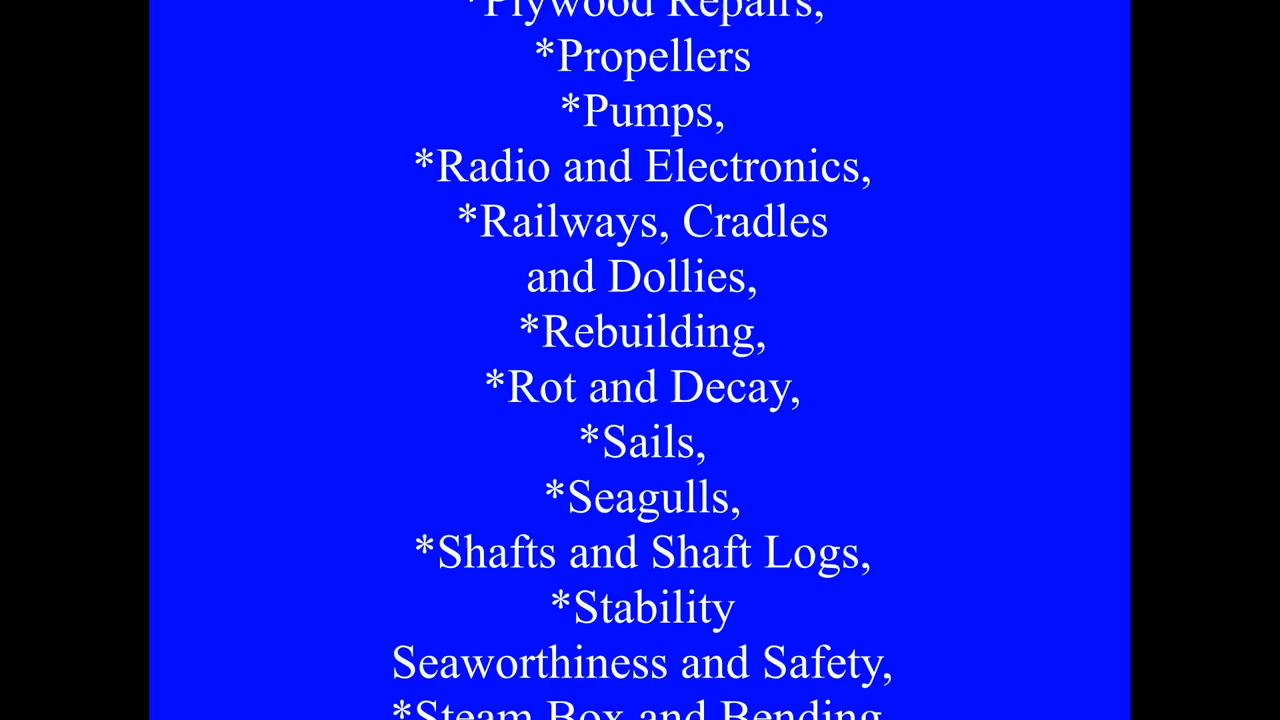 *Plywood Repairs,
*Propellers
*Pumps,
*Radio and Electronics,
*Railways, Cradles
and Dollies,
*Rebuilding,
*Rot and Decay,
*Sails,
*Seagulls,
*Shafts and Shaft Logs,
*Stability
Seaworthiness and Safety,
*Steam Box and Bending